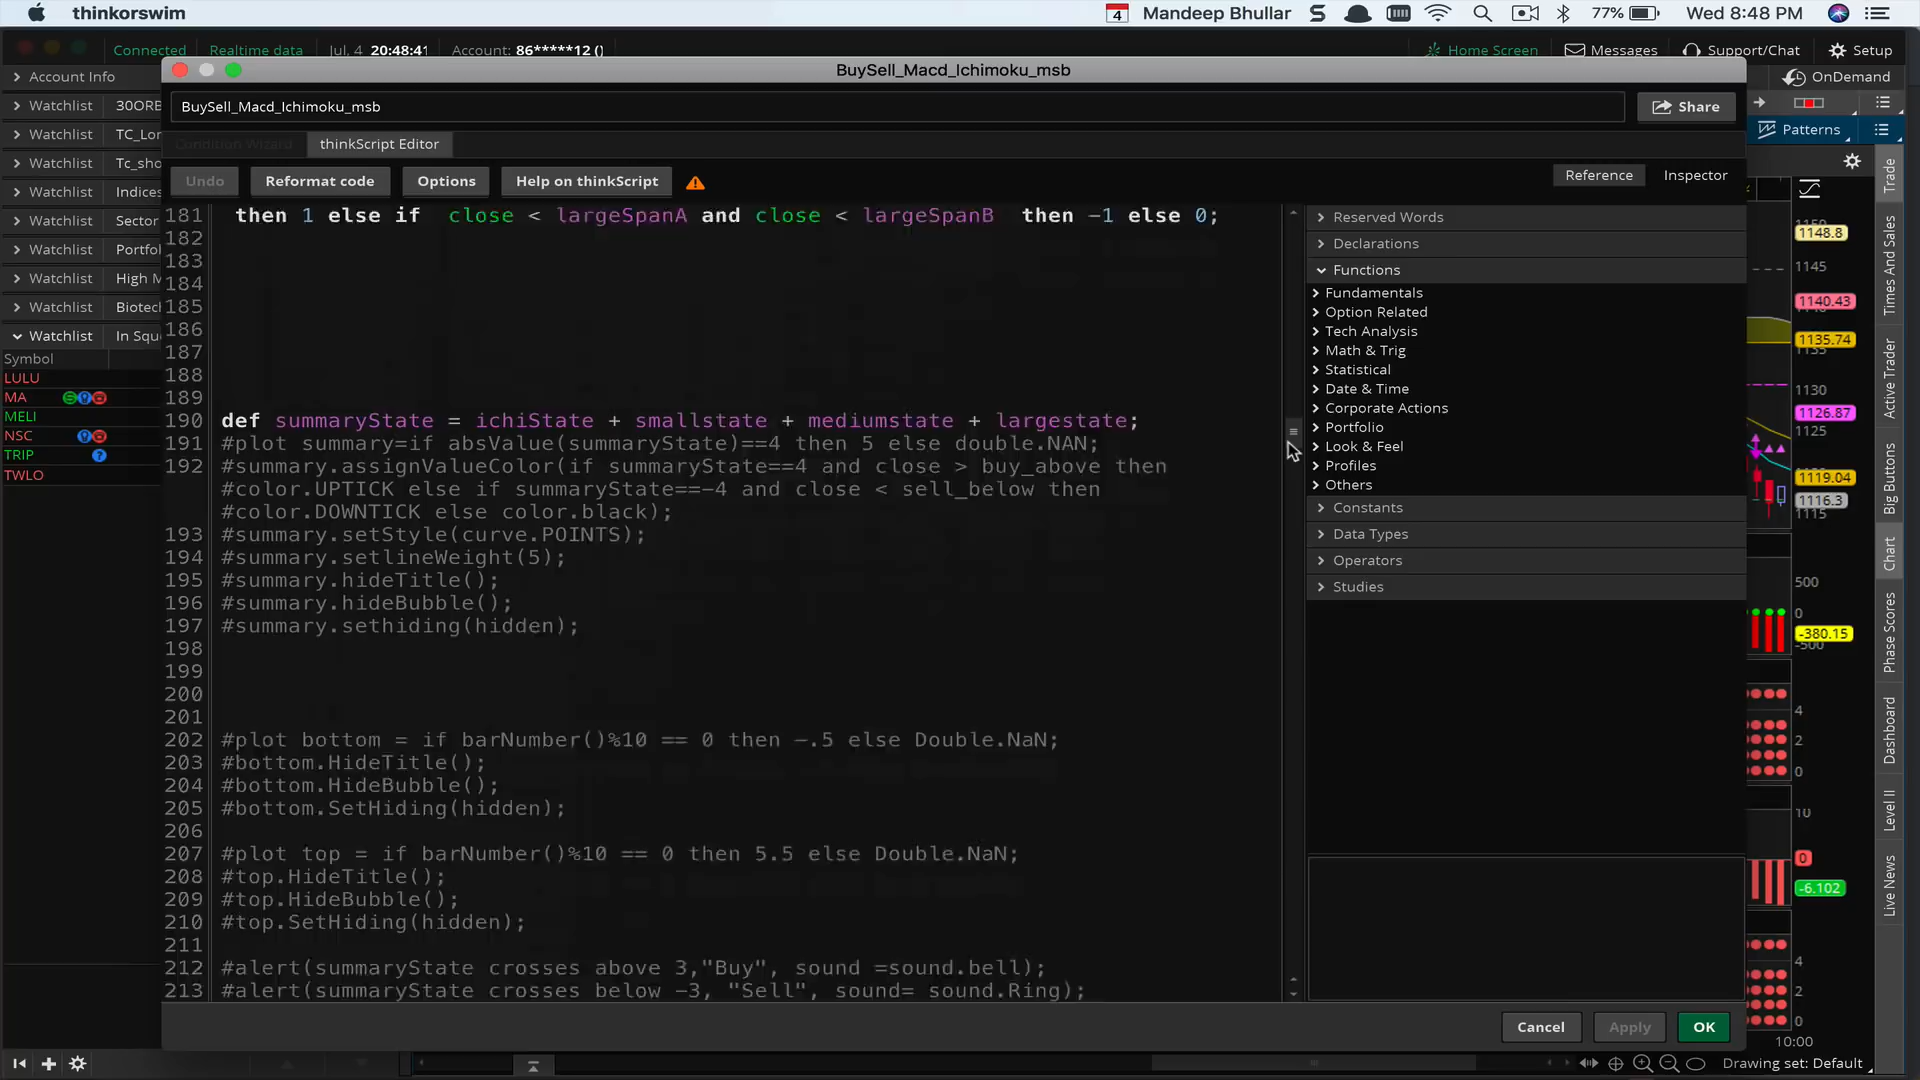 thinkorswim
4
Mandeep Bhullar
77%
Wed 8:48 PM
Connected
Realtime data
Jul. 4 20:48:41
Account: 86*****12 ()
Home Screen
Messages
Support/Chat
Setup
Account Info
BuySell_Macd_Ichimoku_msb
OnDemand
Watchlist 30ORB
BuySell_Macd_Ichimoku_msb
Share
Watchlist TC_Lor
Patterns
Condition Wizard
thinkScript Editor
Watchlist Tc_sho
Undo
Reformat code
Options
Help on thinkScript
Reference
Inspector
Watchlist Indices
Watchlist Sector
Watchlist Portfol
Watchlist High M
Watchlist Biotech
Watchlist In Squ
Symbol
LULU
MA
MELI
NSC
TRIP
TWLO
181 then 1 else if close < largeSpanA and close < largeSpanB then -1 else 0;
182
183
184
185
186
187
188
189
190 def summaryState = ichiState + smallstate + mediumstate + largestate;
191 #plot summary=if absValue(summaryState)==4 then 5 else double.NAN;
192 #summary.assignValueColor(if summaryState==4 and close > buy_above then
#color.UPTICK else if summaryState==-4 and close < sell_below then
#color.DOWNTICK else color.black);
193 #summary.setStyle(curve.POINTS);
194 #summary.setlineWeight(5);
195 #summary.hideTitle();
196 #summary.hideBubble();
197 #summary.sethiding(hidden);
198
199
200
201
202 #plot bottom = if barNumber()%10 == 0 then -.5 else Double.NaN;
203 #bottom.HideTitle();
204 #bottom.HideBubble();
205 #bottom.SetHiding(hidden);
206
207 #plot top = if barNumber()%10 == 0 then 5.5 else Double.NaN;
208 #top.HideTitle();
209 #top.HideBubble();
210 #top.SetHiding(hidden);
211
212 #alert(summaryState crosses above 3,"Buy", sound =sound.bell);
213 #alert(summaryState crosses below -3, "Sell", sound= sound.Ring);
Reserved Words
Declarations
Functions
Fundamentals
Option Related
Tech Analysis
Math & Trig
Statistical
Date & Time
Corporate Actions
Portfolio
Look & Feel
Profiles
Others
Constants
Data Types
Operators
Studies
Cancel
Apply
OK
1148.8
1145
1140.43
1135.74
1130
1126.87
1125
1119.04
1116.3
1115
500
0
-380.15
-500
4
2
0
10
0
-6.102
4
2
0
10:00
Trade
Times And Sales
Active Trader
Big Buttons
Chart
Phase Scores
Dashboard
Level II
Live News
Drawing set: Default